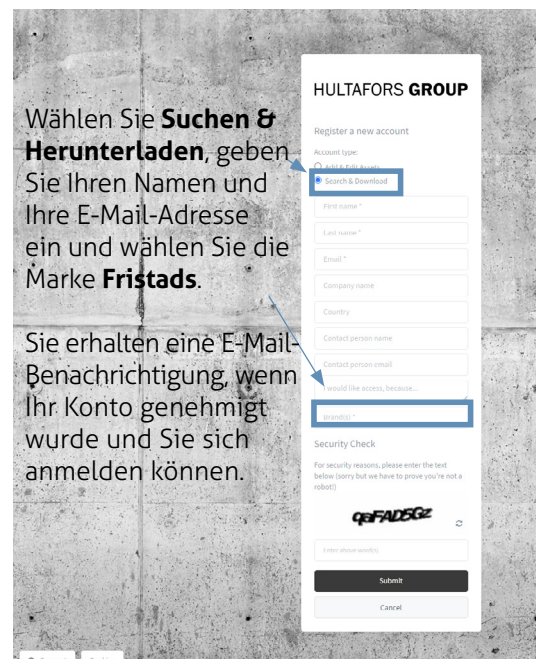 Wählen Sie Suchen &
Herunterladen, geben
Sie Ihren Namen und
Ihre E-Mail-Adresse
ein und wählen Sie die
Marke Fristads.
Sie erhalten eine E-Mail-
Benachrichtigung, wenn
Ihr Konto genehmigt
wurde und Sie sich
anmelden können.
HULTAFORS GROUP
Register a new account
Account type:
Add & Edit Assets
Search & Download
First name *
Last name *
Email *
Company name
Country
Contact person name
Contact person email
I would like access, because...
Brand(s) *
Security Check
For security reasons, please enter the text
below (sorry but we have to prove you're not a
robot!)
qaFAD5Gz
Enter above word(s)
Submit
Cancel